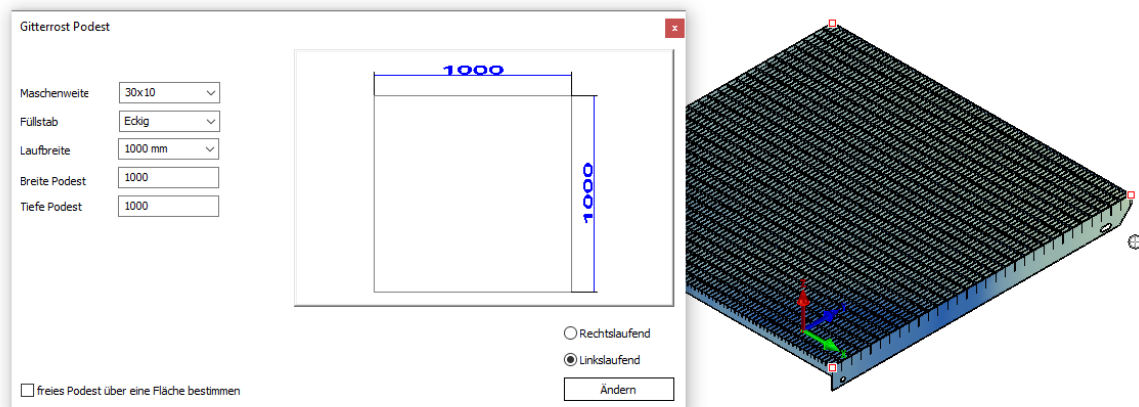 Gitterrost Podest
x
1000
Maschenweite 30x10
Füllstab Eckig
Laufbreite 1000 mm
Breite Podest 1000
Tiefe Podest 1000
1000
Rechtslaufend
Linkslaufend
freies Podest über eine Fläche bestimmen
Ändern